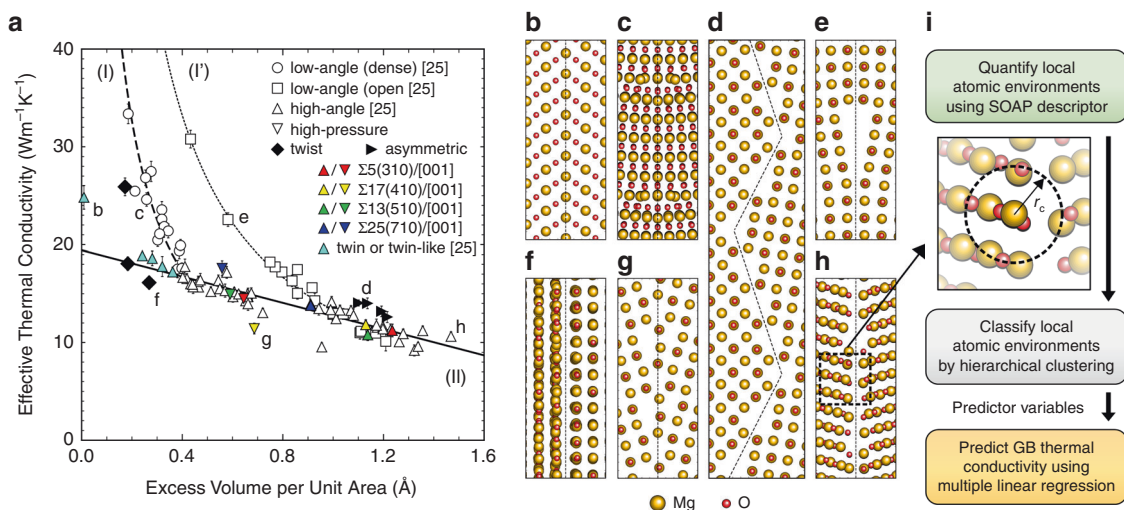 a
Effective Thermal Conductivity (Wm⁻¹K⁻¹)
40
30
20
10
0
0
0.4
0.8
1.2
1.6
Excess Volume per Unit Area (Å)
(I)
(I')
(II)
low-angle (dense) [25]
low-angle (open [25]
high-angle [25]
high-pressure
twist
asymmetric
Σ5(310)/[001]
Σ17(410)/[001]
Σ13(510)/[001]
Σ25(710)/[001]
twin or twin-like [25]
b
c
e
f
g
d
h
b
c
d
e
f
g
h
Mg
O
i
Quantify local
atomic environments
using SOAP descriptor
rc
Classify local
atomic environments
by hierarchical clustering
Predictor variables
Predict GB thermal
conductivity using
multiple linear regression